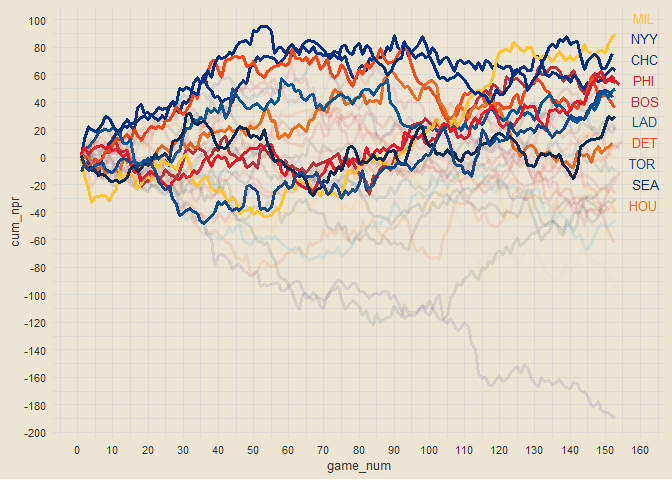 100
80
60
40
20
0
-20
-40
-60
-80
-100
-120
-140
-160
-180
-200
cum_npr
0 10 20 30 40 50 60 70 80 90 100 110 120 130 140 150 160
game_num
MIL
NYY
CHC
PHI
BOS
LAD
DET
TOR
SEA
HOU